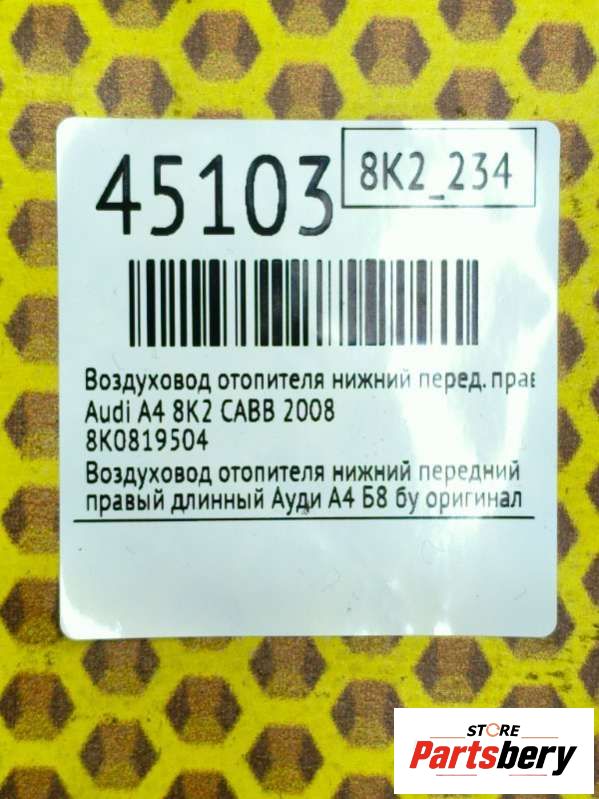 45103
8K2_234
Воздуховод отопителя нижний перед. прав
Audi A4 8K2 CABB 2008
8K0819504
Воздуховод отопителя нижний передний
правый длинный Ауди А4 Б8 бу оригинал
STORE
Partsbery